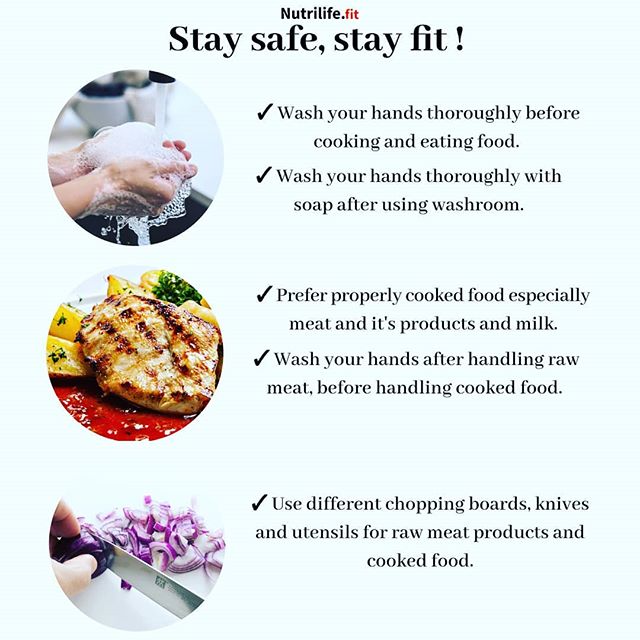 Nutrilife.fit
Stay safe, stay fit !
✓Wash your hands thoroughly before
cooking and eating food.
✓Wash your hands thoroughly with
soap after using washroom.
✓Prefer properly cooked food especially
meat and it's products and milk.
✓Wash your hands after handling raw
meat, before handling cooked food.
✓Use different chopping boards, knives
and utensils for raw meat products and
cooked food.